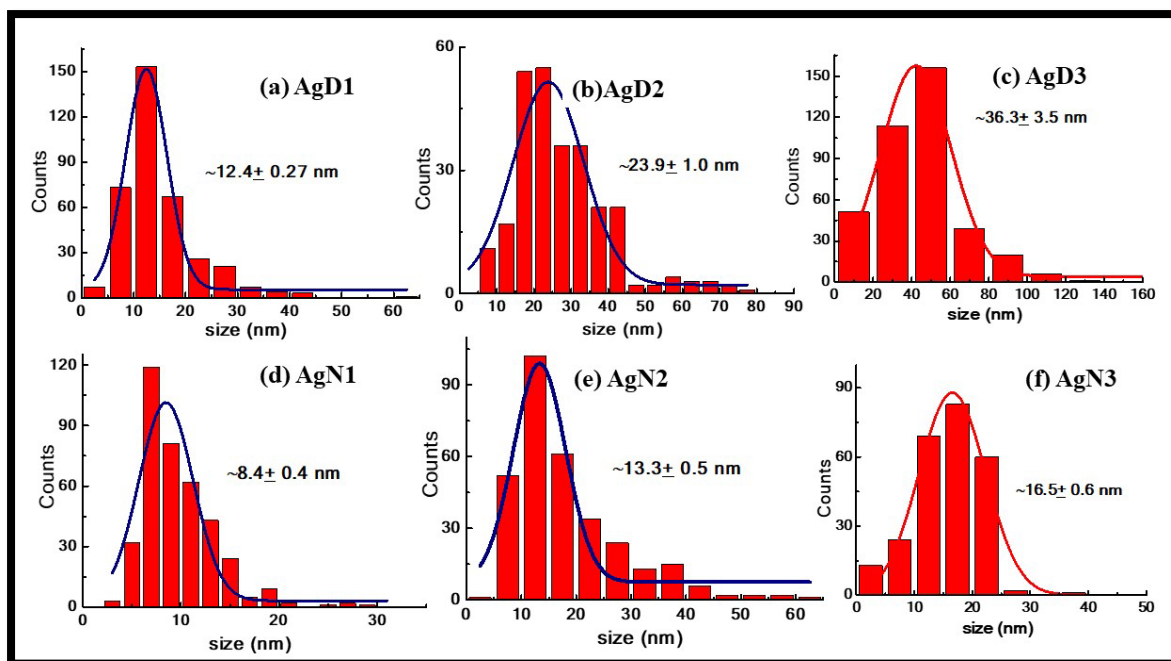 (a) AgD1
~12.4± 0.27 nm
Counts
150
120
90
60
30
0
0 10 20 30 40 50 60
size (nm)
(b)AgD2
~23.9± 1.0 nm
Counts
60
30
0
0 10 20 30 40 50 60 70 80 90
size (nm)
(c) AgD3
~36.3± 3.5 nm
Counts
150
120
90
60
30
0
0 20 40 60 80 100 120 140 160
size (nm)
(d) AgN1
~8.4± 0.4 nm
Counts
120
90
60
30
0
10 20 30
size (nm)
(e) AgN2
~13.3± 0.5 nm
Counts
90
60
30
0
0 10 20 30 40 50 60
size (nm)
(f) AgN3
~16.5± 0.6 nm
Counts
90
60
30
0
0 10 20 30 40 50
size (nm)